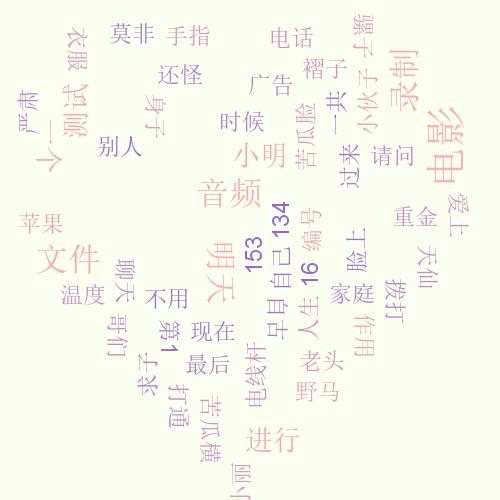 莫非
手指
电话
骡子
衣服
录制
还怪
褶子
广告
小伙子
严肃
测试
身子
时候
苦瓜脸
一共
电影
一个
别人
小明
过来
请问
音频
爱上
苹果
134
编号
重金
文件
明天
153
自己
脸上
天仙
聊天
16
温度
不用
早自
人生
家庭
拨打
哥们
第1
现在
作用
求子
最后
电线杆
老头
打通
苦瓜横
野马
进行
小丽